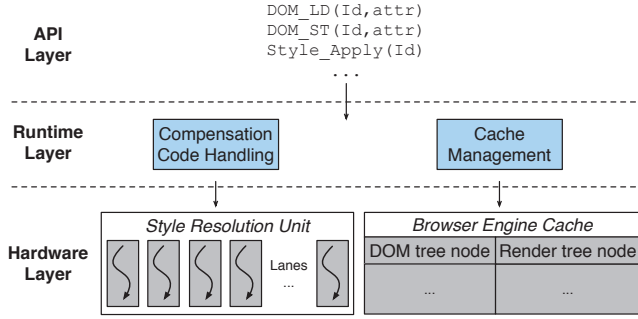 API
Layer
DOM_LD(Id,attr)
DOM_ST(Id,attr)
Style_Apply(Id)
...
Runtime
Layer
Compensation
Code Handling
Cache
Management
Hardware
Layer
Style Resolution Unit
Lanes
...
Browser Engine Cache
DOM tree node Render tree node
... ...